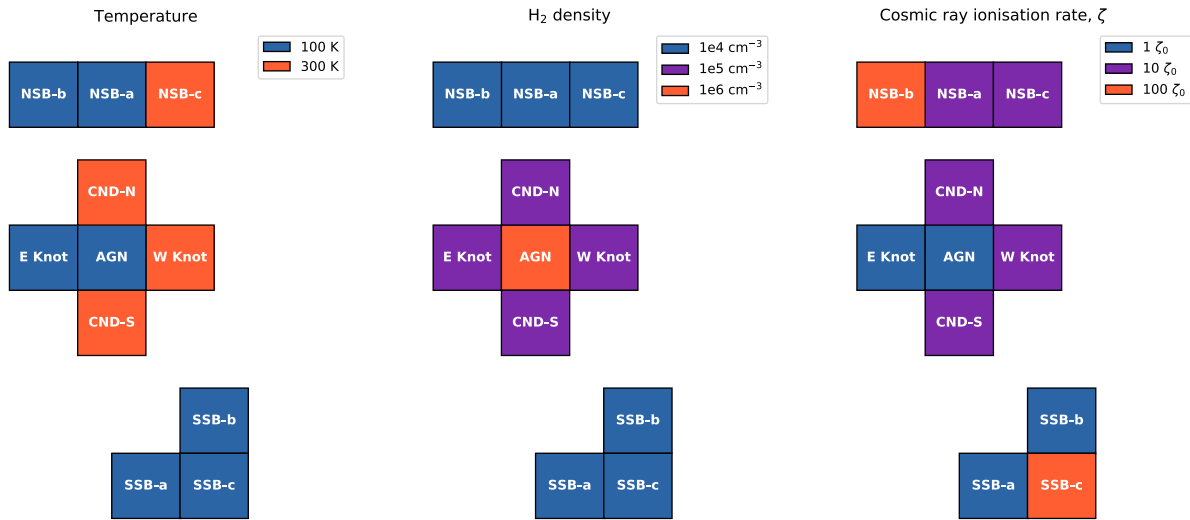 Temperature
100 K
300 K
NSB-b NSB-a NSB-c
CND-N
E Knot AGN W Knot
CND-S
SSB-b
SSB-a SSB-c
H₂ density
1e4 cm⁻³
1e5 cm⁻³
1e6 cm⁻³
NSB-b NSB-a NSB-c
CND-N
E Knot AGN W Knot
CND-S
SSB-b
SSB-a SSB-c
Cosmic ray ionisation rate, ζ
1 ζ₀
10 ζ₀
100 ζ₀
NSB-b NSB-a NSB-c
CND-N
E Knot AGN W Knot
CND-S
SSB-b
SSB-a SSB-c